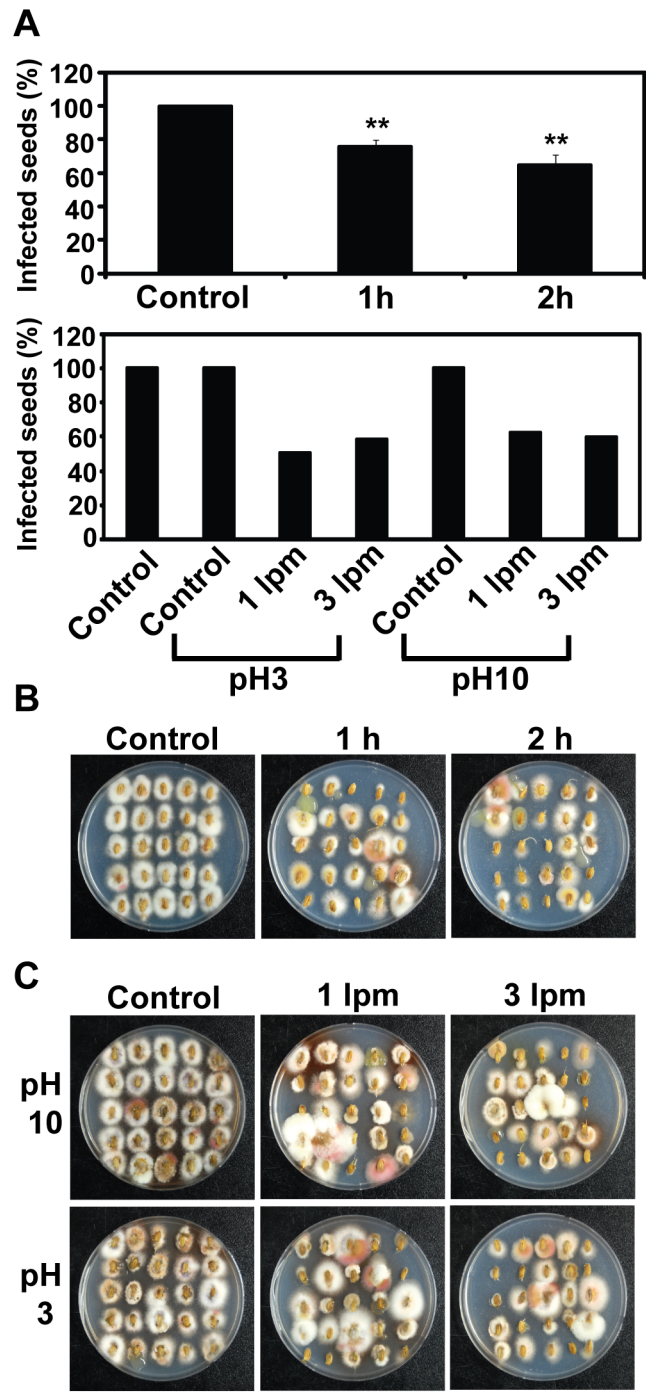 A
Infected seeds (%)
120
100
80
60
40
20
0
**
**
Control 1h 2h
Infected seeds (%)
120
100
80
60
40
20
0
Control Control 1 lpm 3 lpm Control 1 lpm 3 lpm
pH3 pH10
B
Control 1 h 2 h
C
Control 1 lpm 3 lpm
pH
10
pH
3